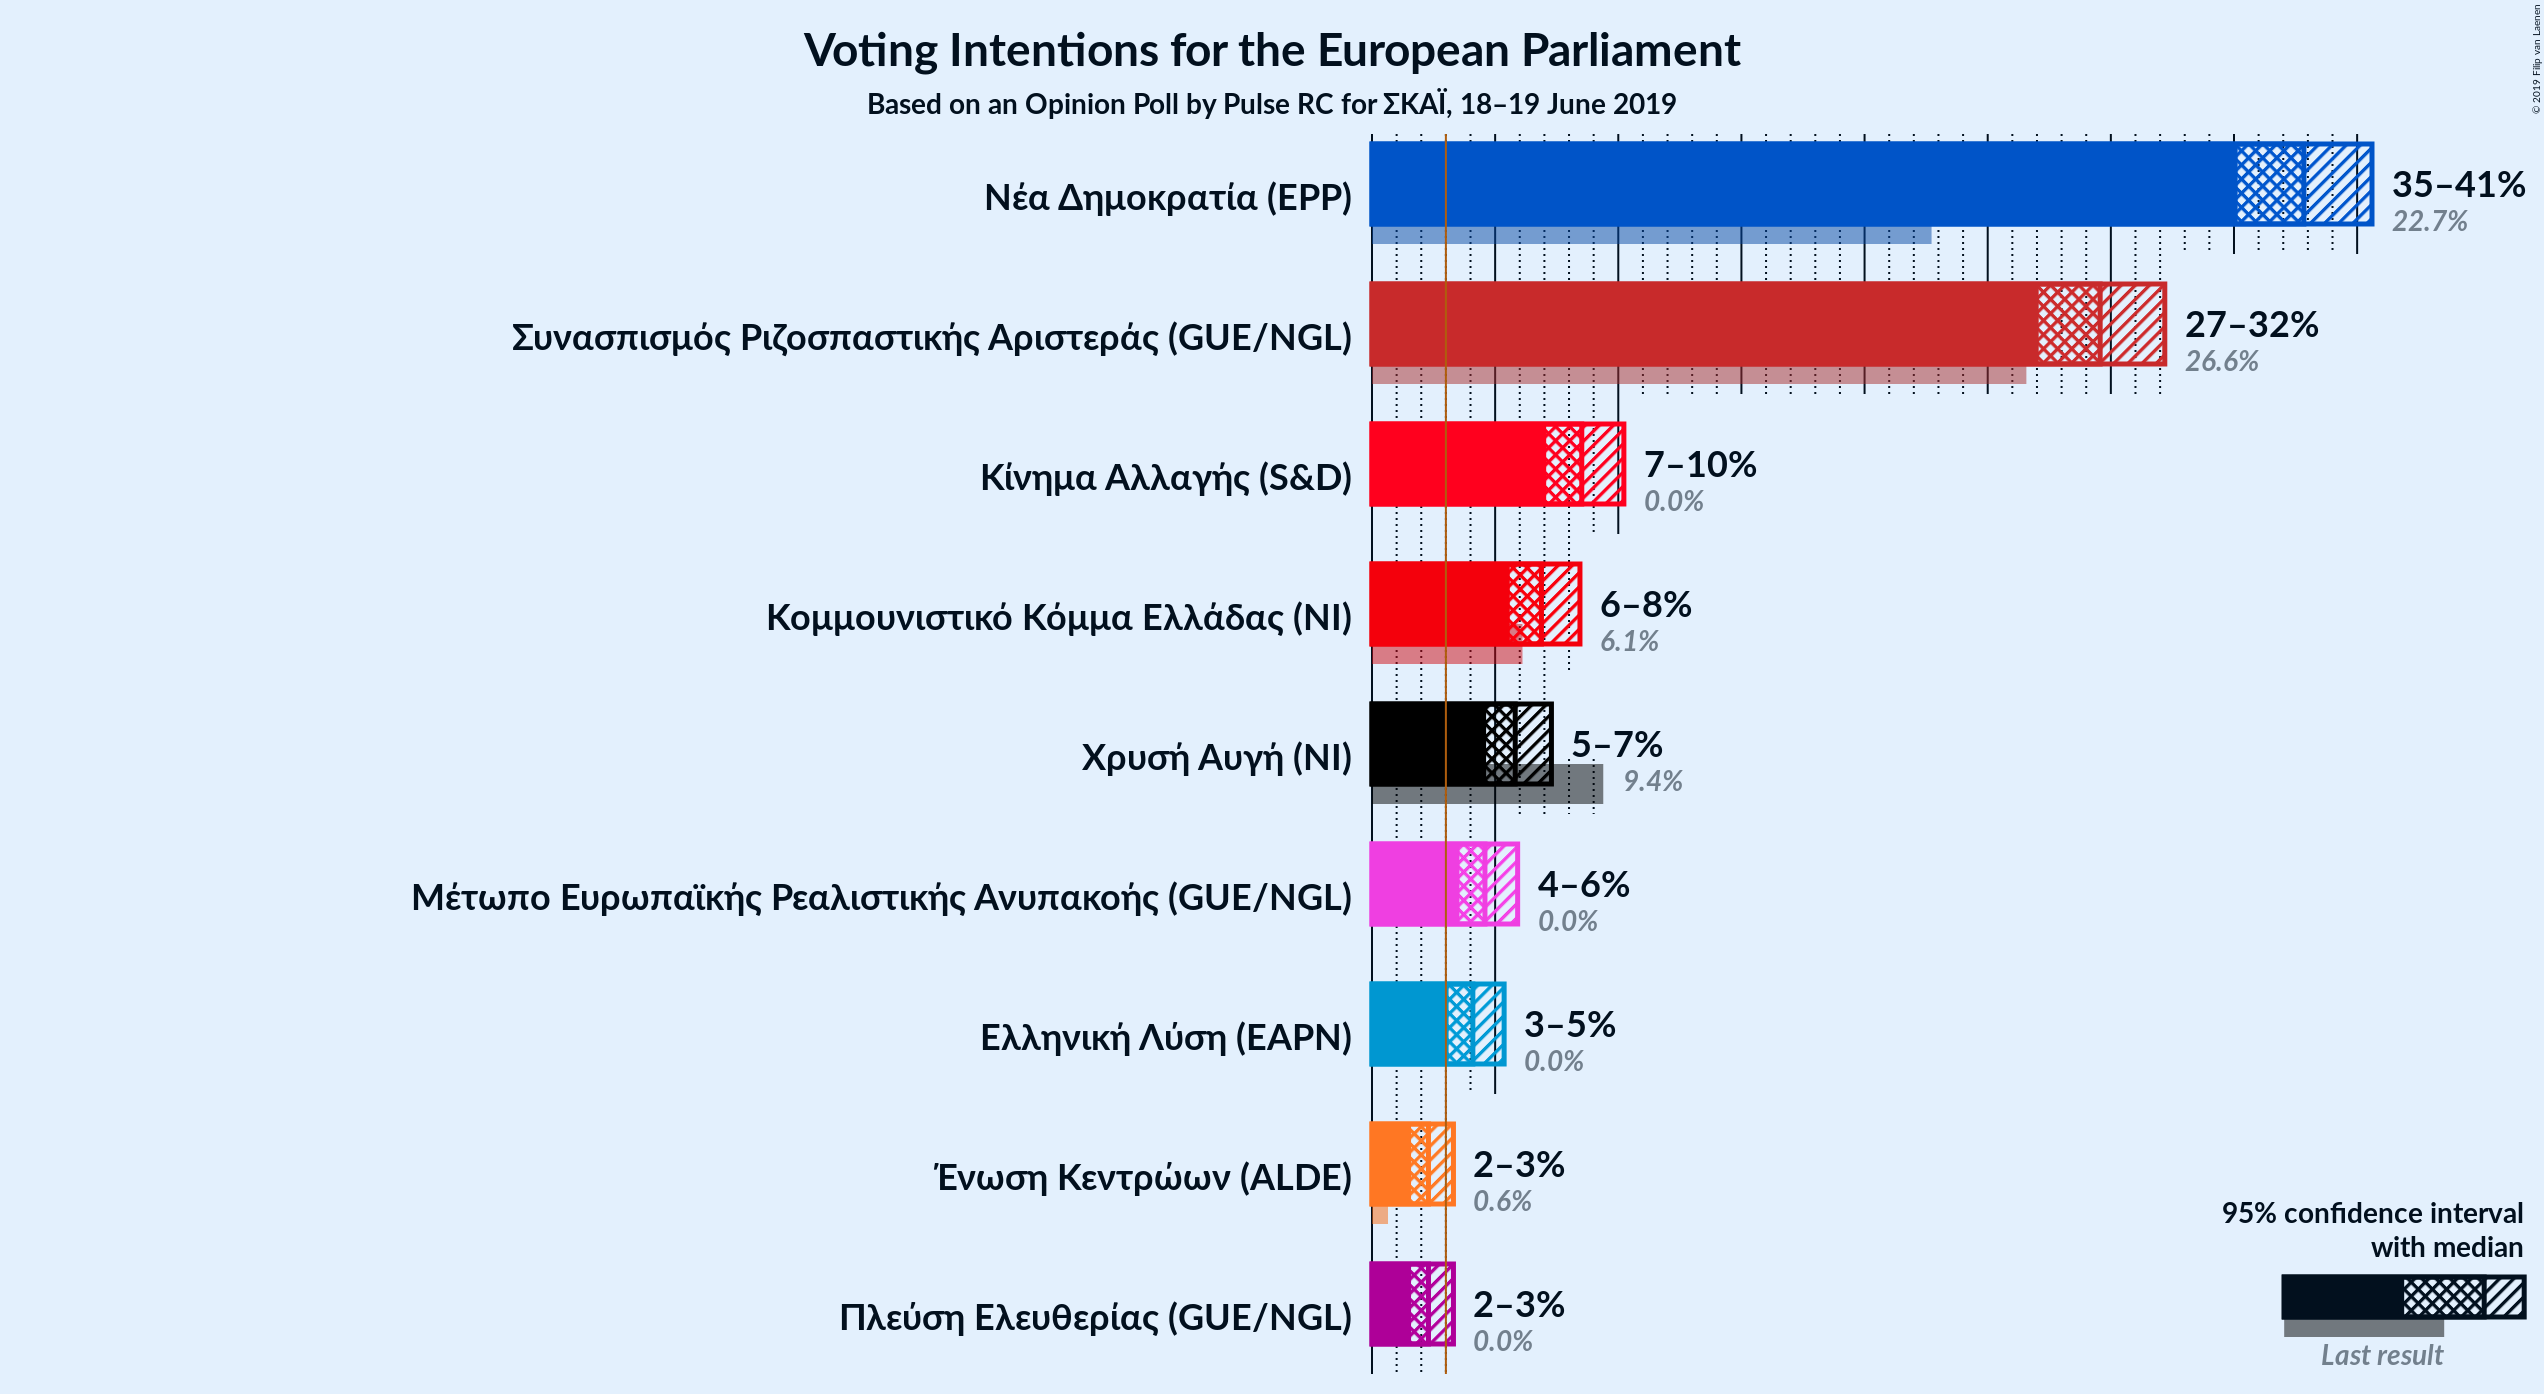 Voting Intentions for the European Parliament
Based on an Opinion Poll by Pulse RC for ΣΚΑΪ, 18–19 June 2019
© 2019 Filip van Laenen
Νέα Δημοκρατία (EPP)
35–41%
22.7%
Συνασπισμός Ριζοσπαστικής Αριστεράς (GUE/NGL)
27–32%
26.6%
Κίνημα Αλλαγής (S&D)
7–10%
0.0%
Κομμουνιστικό Κόμμα Ελλάδας (NI)
6–8%
6.1%
Χρυσή Αυγή (NI)
5–7%
9.4%
Μέτωπο Ευρωπαϊκής Ρεαλιστικής Ανυπακοής (GUE/NGL)
4–6%
0.0%
Ελληνική Λύση (EAPN)
3–5%
0.0%
Ένωση Κεντρώων (ALDE)
2–3%
0.6%
Πλεύση Ελευθερίας (GUE/NGL)
2–3%
0.0%
95% confidence interval
with median
Last result